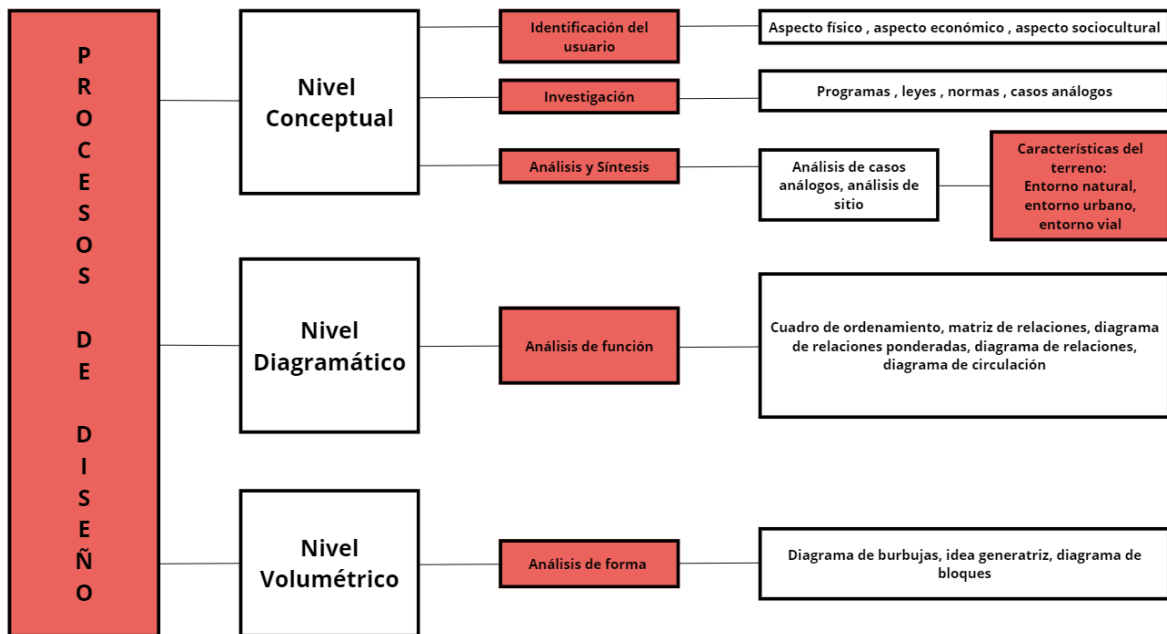 PROCESOS DE DISEÑO
Nivel
Conceptual
Identificación del
usuario
Aspecto físico , aspecto económico , aspecto sociocultural
Investigación
Programas , leyes , normas , casos análogos
Análisis y Síntesis
Análisis de casos
análogos, análisis de
sitio
Características del
terreno:
Entorno natural,
entorno urbano,
entorno vial
Nivel
Diagramático
Análisis de función
Cuadro de ordenamiento, matriz de relaciones, diagrama
de relaciones ponderadas, diagrama de relaciones,
diagrama de circulación
Nivel
Volumétrico
Análisis de forma
Diagrama de burbujas, idea generatriz, diagrama de
bloques